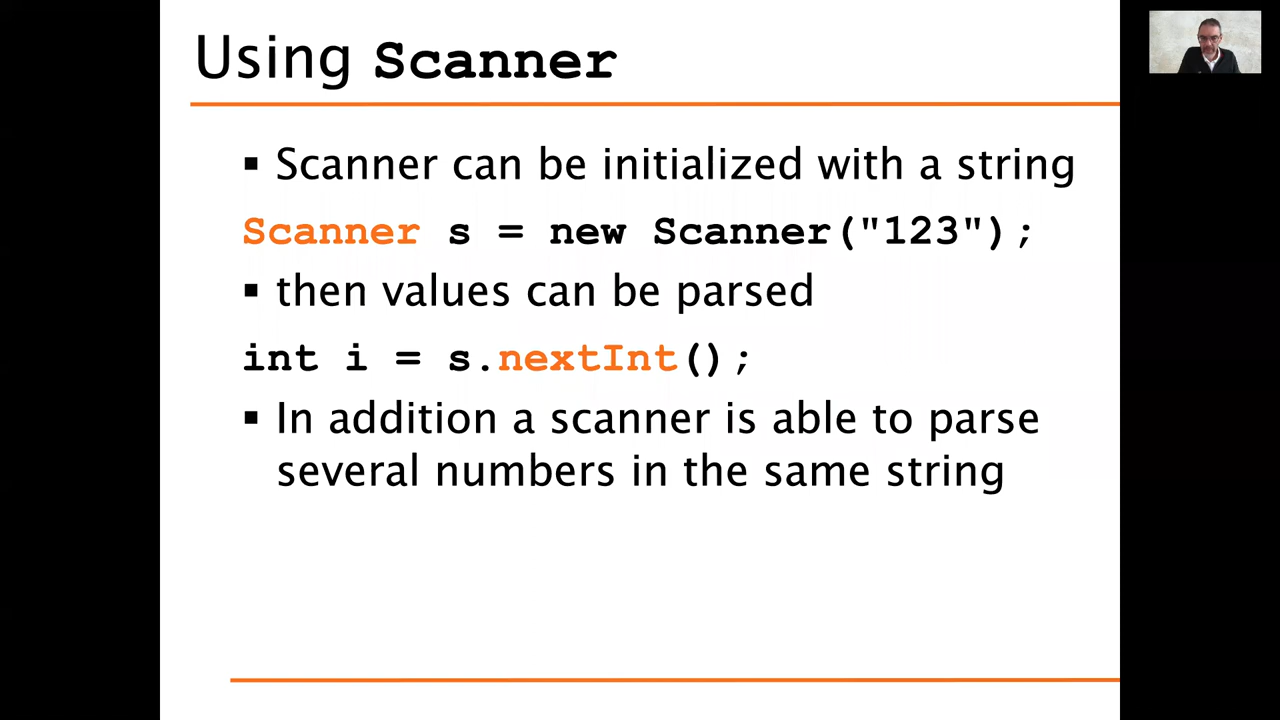 Using Scanner
▪ Scanner can be initialized with a string
Scanner s = new Scanner("123");
▪ then values can be parsed
int i = s.nextInt();
▪ In addition a scanner is able to parse
several numbers in the same string